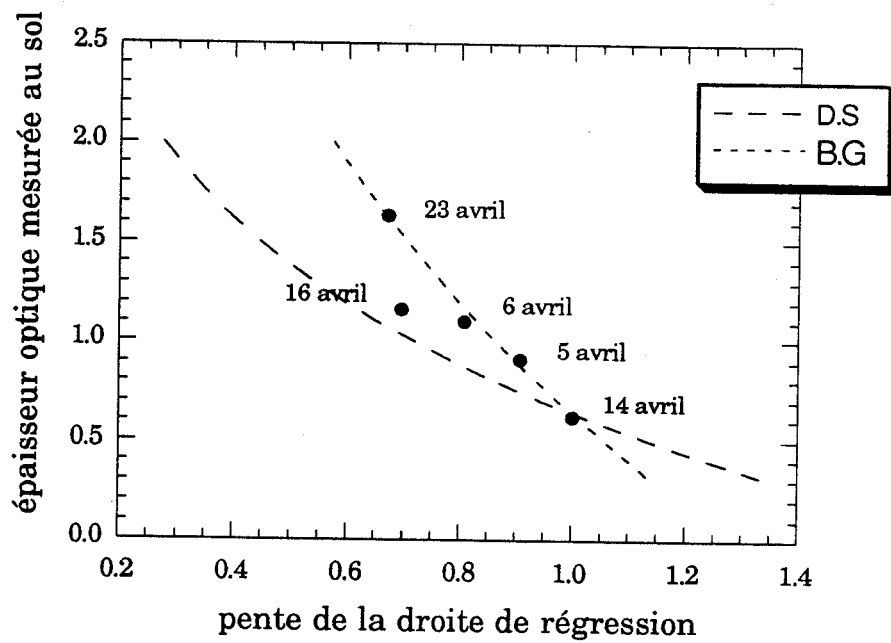 épaisseur optique mesurée au sol
2.5
2.0
1.5
1.0
0.5
0.0
D.S
B.G
23 avril
16 avril
6 avril
5 avril
14 avril
0.2 0.4 0.6 0.8 1.0 1.2 1.4
pente de la droite de régression